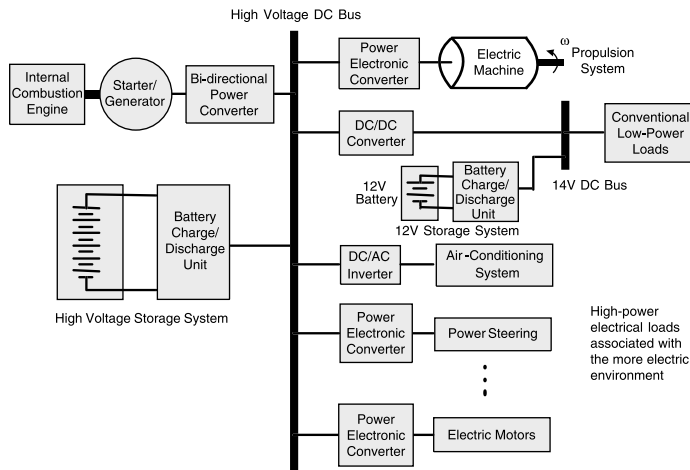 High Voltage DC Bus
Internal
Combustion
Engine
Starter/
Generator
Bi-directional
Power
Converter
Power
Electronic
Converter
Electric
Machine
ω
Propulsion
System
DC/DC
Converter
Conventional
Low-Power
Loads
14V DC Bus
12V
Battery
Battery
Charge/
Discharge
Unit
12V Storage System
Battery
Charge/
Discharge
Unit
High Voltage Storage System
DC/AC
Inverter
Air-Conditioning
System
Power
Electronic
Converter
Power Steering
High-power
electrical loads
associated with
the more electric
environment
Power
Electronic
Converter
Electric Motors